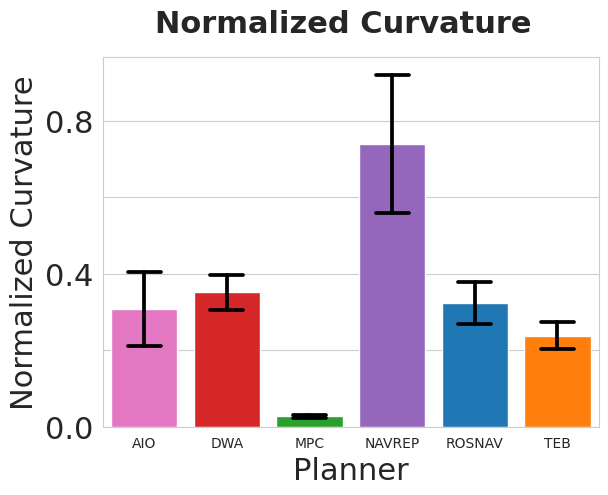 Normalized Curvature
Normalized Curvature
0.8
0.4
0.0
AIO DWA MPC NAVREP ROSNAV TEB
Planner